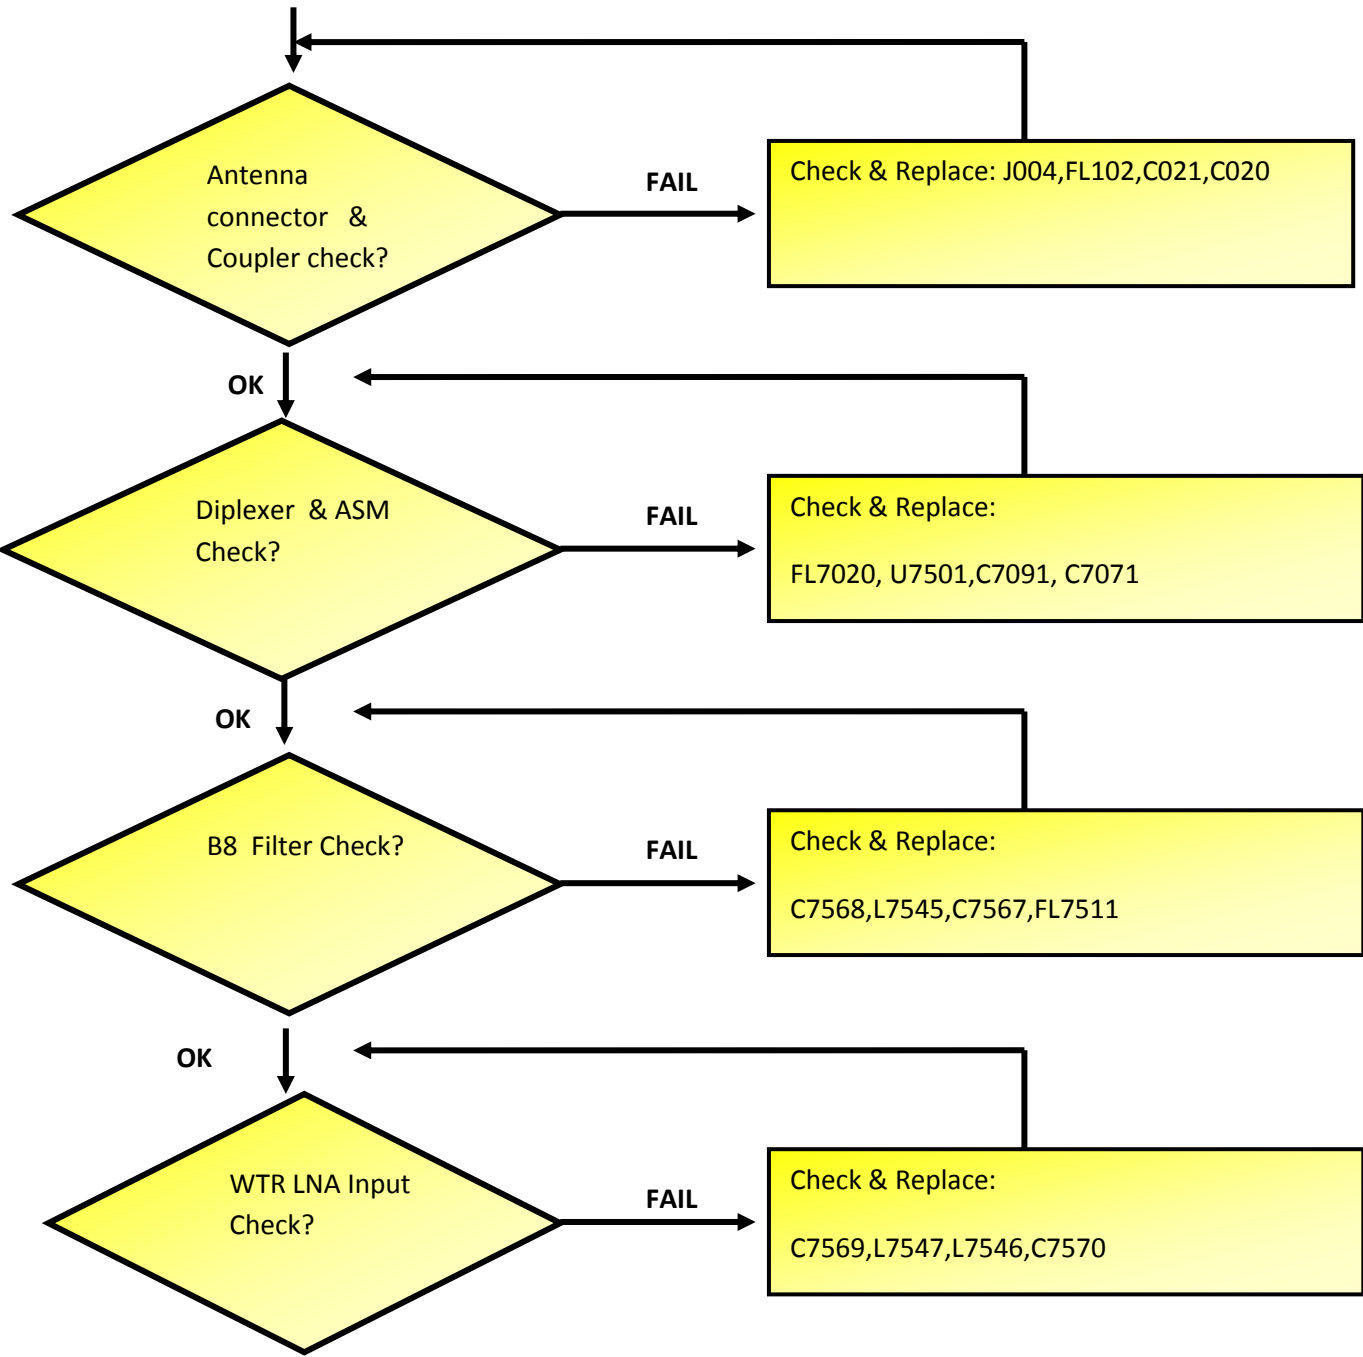 Antenna
connector &
Coupler check?
FAIL
Check & Replace: J004,FL102,C021,C020
OK
Diplexer & ASM
Check?
FAIL
Check & Replace:
FL7020, U7501,C7091, C7071
OK
B8 Filter Check?
FAIL
Check & Replace:
C7568,L7545,C7567,FL7511
OK
WTR LNA Input
Check?
FAIL
Check & Replace:
C7569,L7547,L7546,C7570